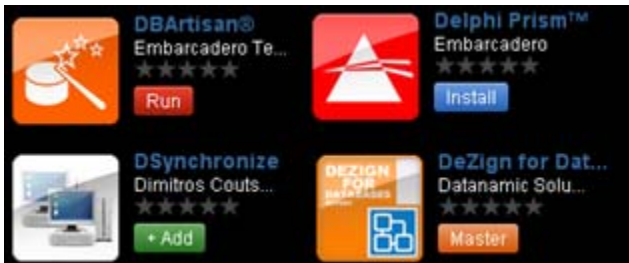 DBArtisan®
Embarcadero Te...
Run
Delphi Prism™
Embarcadero
Install
DSynchronize
Dimitros Couts...
+ Add
DEZIGN
FOR
DATABASES
DeZign for Dat...
Datanamic Solu...
Master